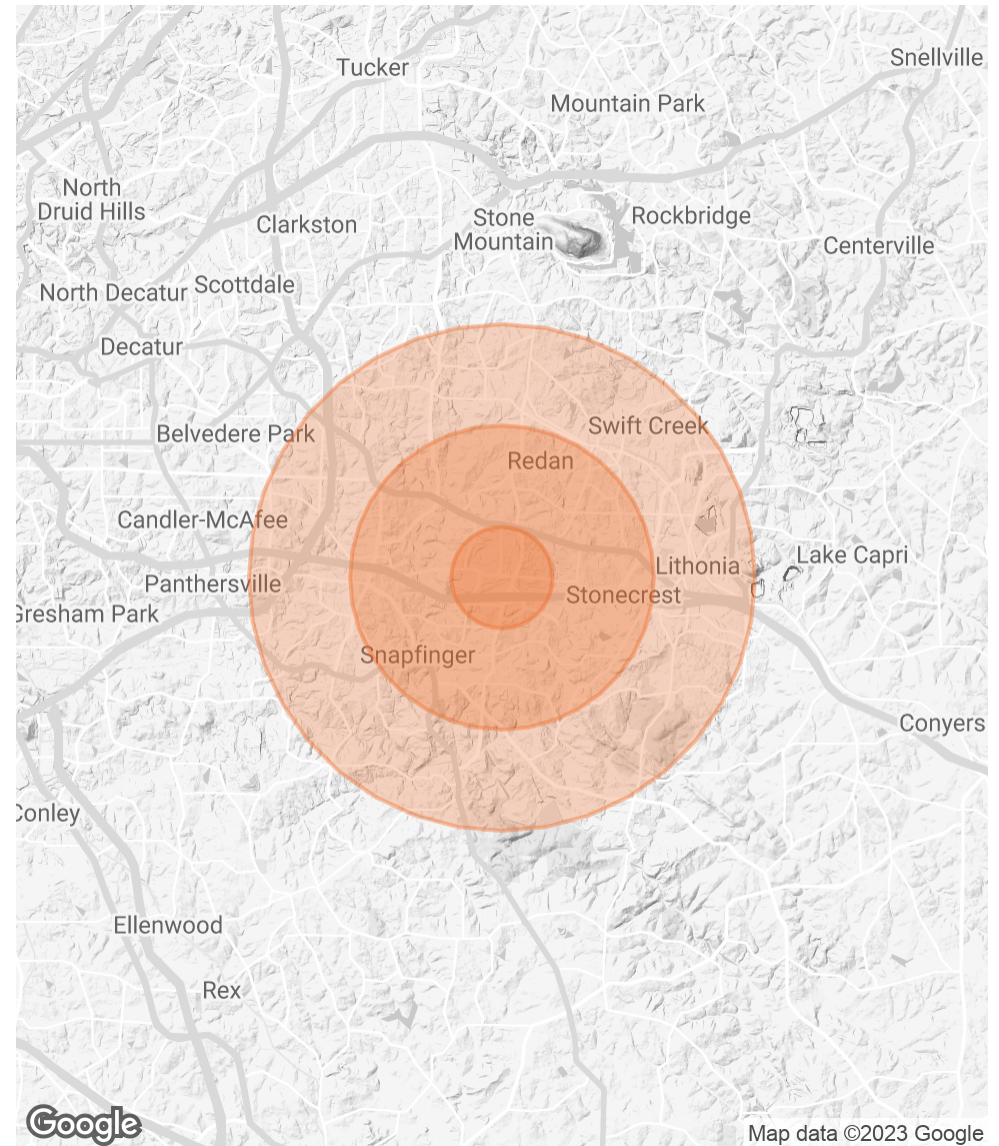 Snellville
Tucker
Mountain Park
North
Druid Hills
Stone
Mountain
Rockbridge
Clarkston
Centerville
Scottdale
North Decatur
Decatur
Swift Creek
Belvedere Park
Redan
Candler-McAfee
Lake Capri
Lithonia
Panthersville
Stonecrest
Gresham Park
Snapfinger
Conyers
Conley
Ellenwood
Rex
Google
Map data ©2023 Google